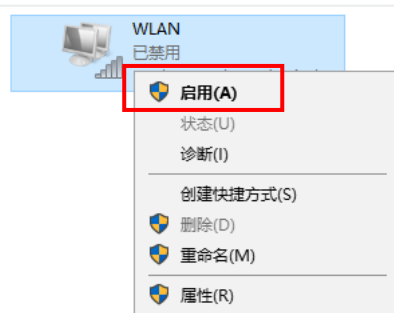 WLAN
已禁用
启用(A)
状态(U)
诊断(I)
创建快捷方式(S)
删除(D)
重命名(M)
属性(R)